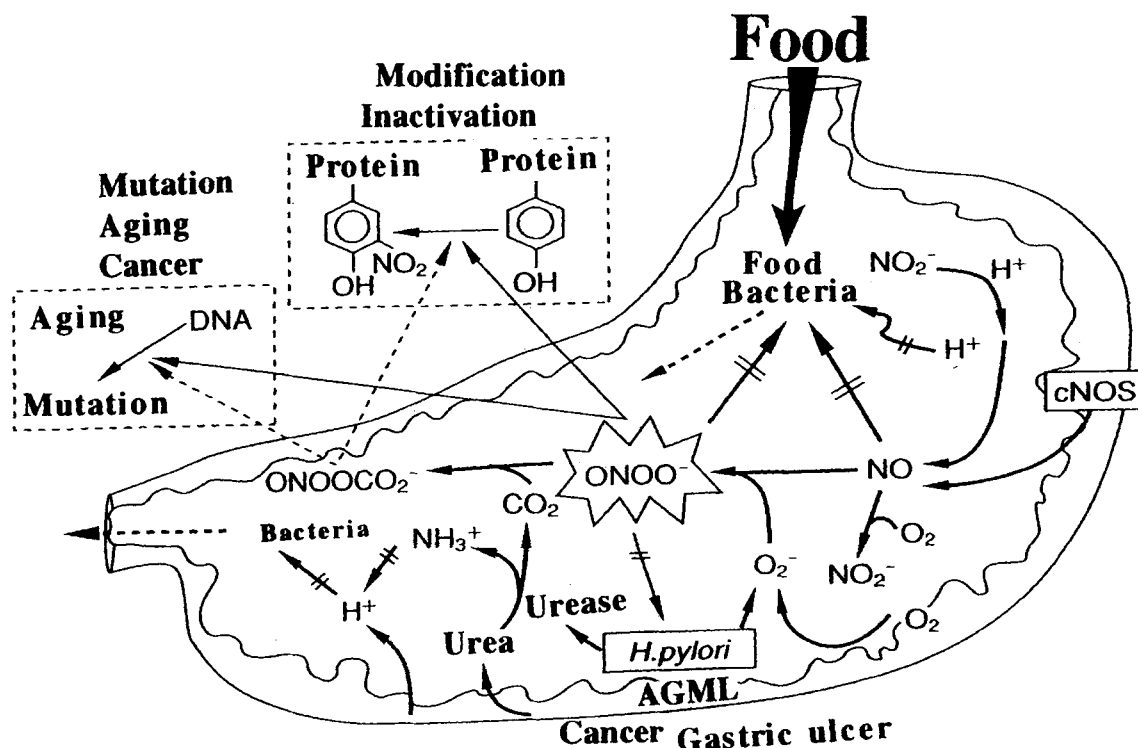 Food
Modification
Inactivation
Protein
Protein
NO₂
OH
OH
Mutation
Aging
Cancer
Aging
DNA
Mutation
Food
Bacteria
NO₂⁻
H⁺
H⁺
cNOS
ONOOCO₂⁻
CO₂
ONOO⁻
NO
O₂
NO₂⁻
O₂⁻
O₂
Bacteria
NH₃⁺
H⁺
Urease
Urea
H.pylori
AGML
Cancer
Gastric ulcer